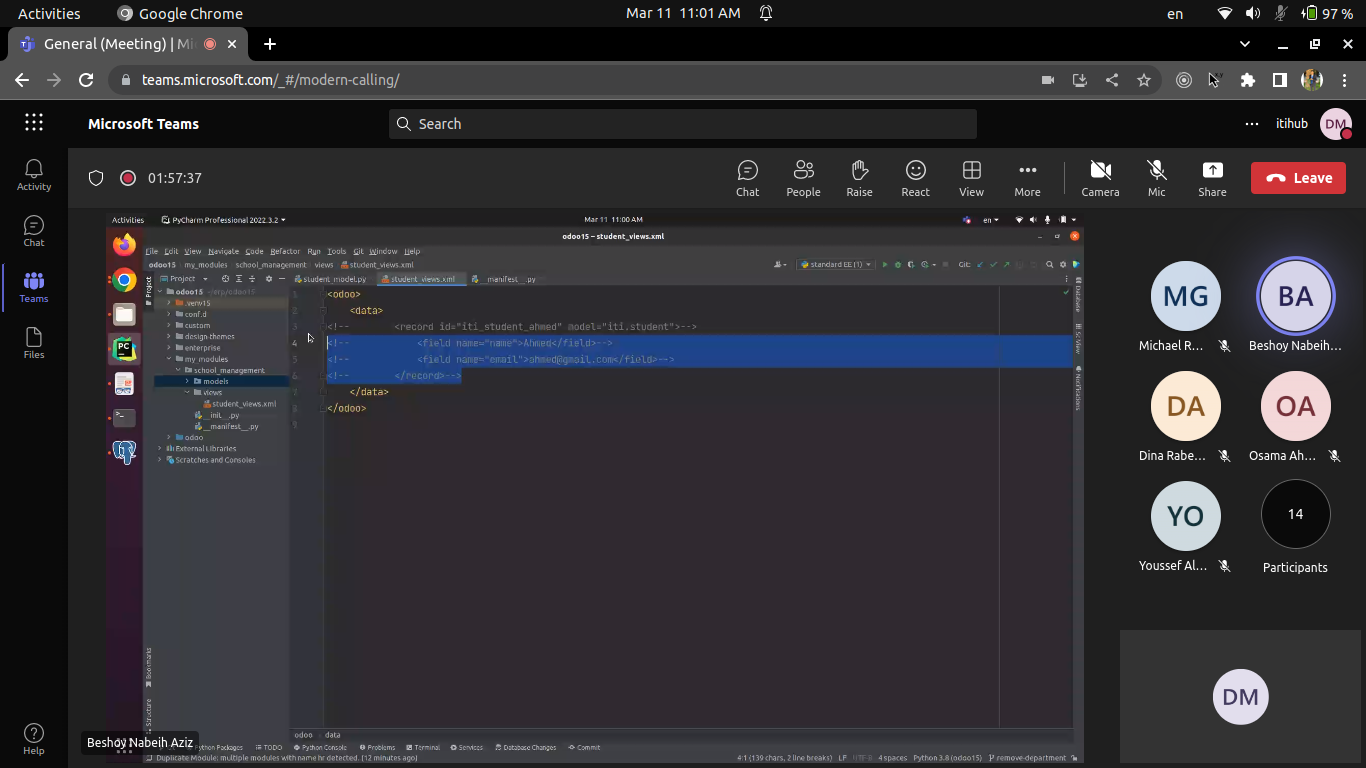 Activities Google Chrome Mar 11 11:01 AM en 97 %
General (Meeting) | Mi
teams.microsoft.com/_#/modern-calling/
Microsoft Teams Search itihub DM
Activity
Chat
Teams
Files
Help
01:57:37
Chat People Raise React View More Camera Mic Share Leave
Activities PyCharm Professional 2022.3.2 Mar 11 11:00 AM en
odoo15 – student_views.xml
File Edit View Navigate Code Refactor Run Tools Git Window Help
odoo15 my_modules school_management views student_views.xml standard EE (1) Git:
Project student_model.py student_views.xml __manifest__.py
odoo15 ~/erp/odoo15
.venv15
conf.d
custom
design-themes
enterprise
my_modules
school_management
models
views
student_views.xml
__init__.py
__manifest__.py
odoo
External Libraries
Scratches and Consoles
1 <odoo>
2 <data>
3 <!-- <record id="iti_student_ahmed" model="iti.student">-->
4 <!-- <field name="name">Ahmed</field>-->
5 <!-- <field name="email">ahmed@gmail.com</field>-->
6 <!-- </record>-->
7 </data>
8 </odoo>
9
Project
Bookmarks
Structure
Database
SciView
Notifications
odoo data
Python Packages TODO Python Console Problems Terminal Services Database Changes Commit
Duplicate Module: multiple modules with name hr detected. (12 minutes ago) 4:1 (139 chars, 2 line breaks) LF UTF-8 4 spaces Python 3.8 (odoo15) remove-department
Beshoy Nabeih Aziz
MG BA
Michael R... Beshoy Nabeih...
DA OA
Dina Rabe... Osama Ah...
YO 14
Youssef Al... Participants
DM